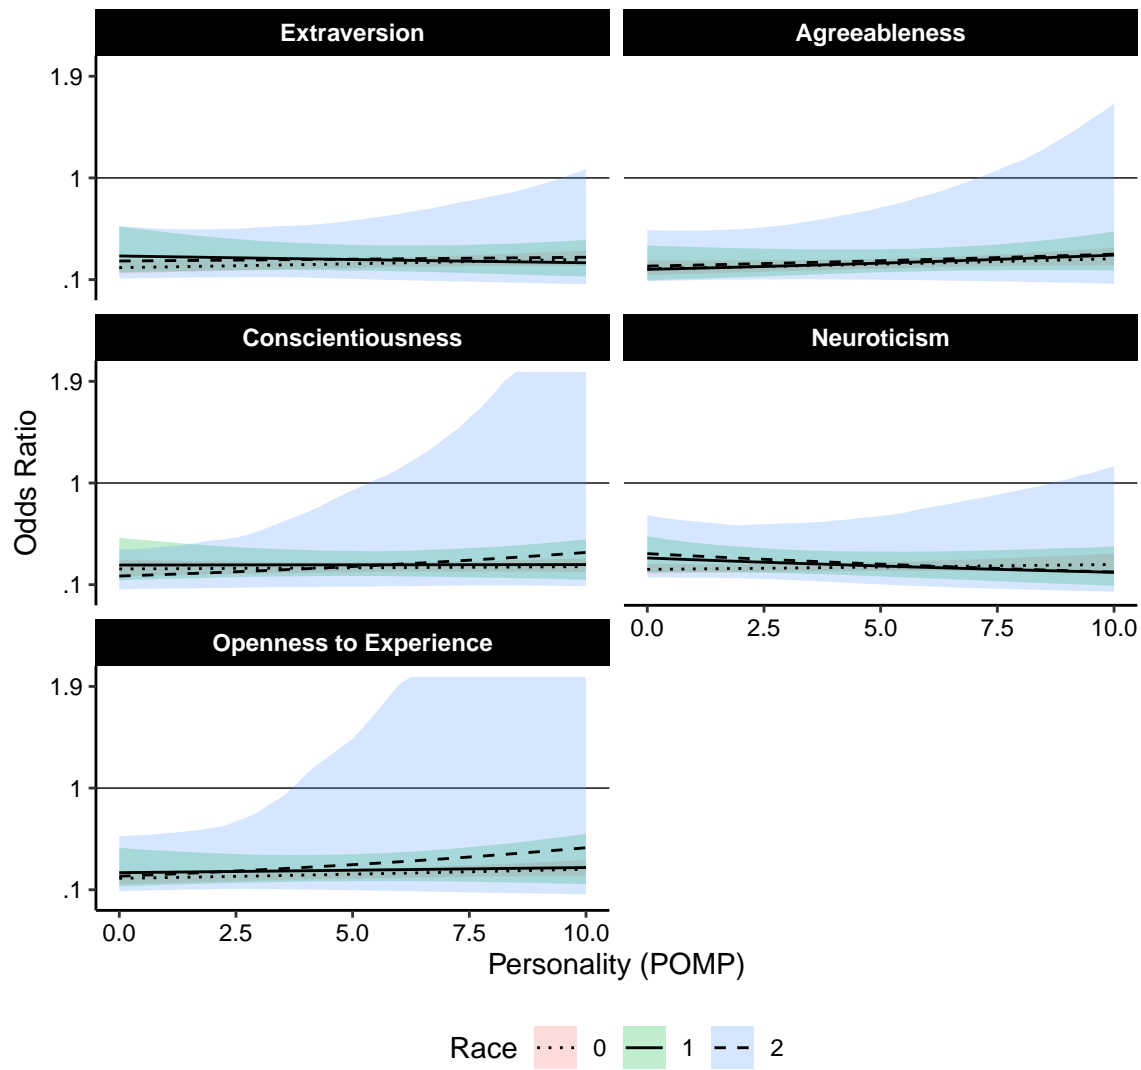 Extraversion
Agreeableness
1.9
1
.1
Conscientiousness
Neuroticism
1.9
1
.1
0.0 2.5 5.0 7.5 10.0
Openness to Experience
1.9
1
.1
0.0 2.5 5.0 7.5 10.0
Odds Ratio
Personality (POMP)
Race 0 1 2